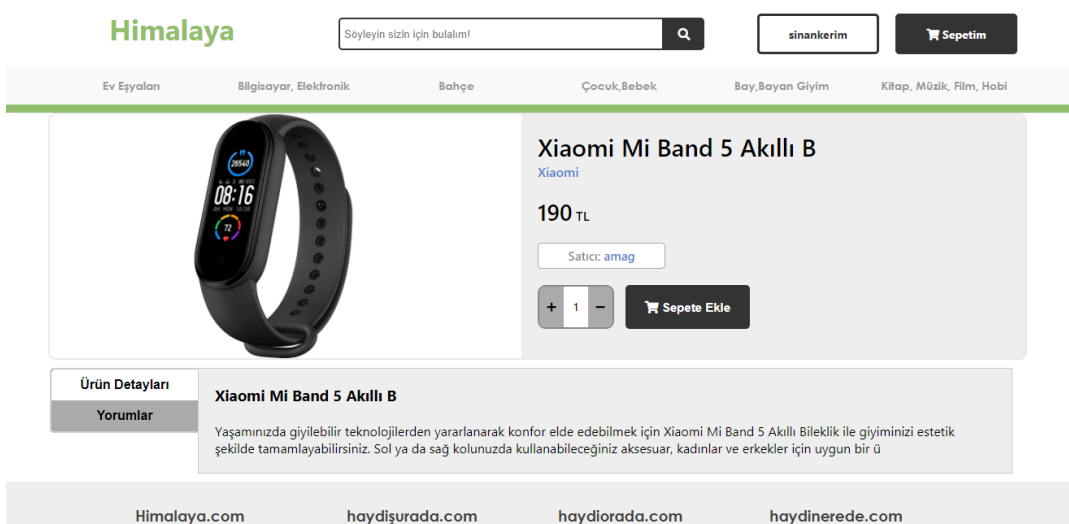 Himalaya
Söyleyin sizin için bulalım!
sinankerim
Sepetim
Ev Eşyaları
Bilgisayar, Elektronik
Bahçe
Çocuk,Bebek
Bay,Bayan Giyim
Kitap, Müzik, Film, Hobi
26540
08:16
72
Xiaomi Mi Band 5 Akıllı B
Xiaomi
190 TL
Satıcı: amag
+ 1 −
Sepete Ekle
Ürün Detayları
Yorumlar
Xiaomi Mi Band 5 Akıllı B
Yaşamınızda giyilebilir teknolojilerden yararlanarak konfor elde edebilmek için Xiaomi Mi Band 5 Akıllı Bileklik ile giyiminizi estetik
şekilde tamamlayabilirsiniz. Sol ya da sağ kolunuzda kullanabileceğiniz aksesuar, kadınlar ve erkekler için uygun bir ü
Himalaya.com
haydişurada.com
haydiorada.com
haydinerede.com